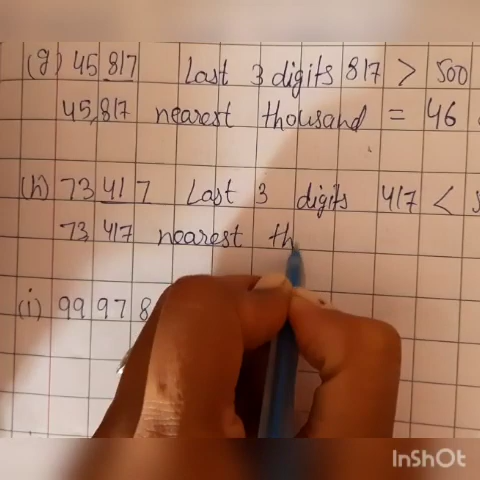 (g) 45 817 Last 3 digits 817 > 500
45,817 nearest thousand = 46
(h) 73 417 Last 3 digits 417 <
73,417 nearest th
(i) 99 978
InShOt